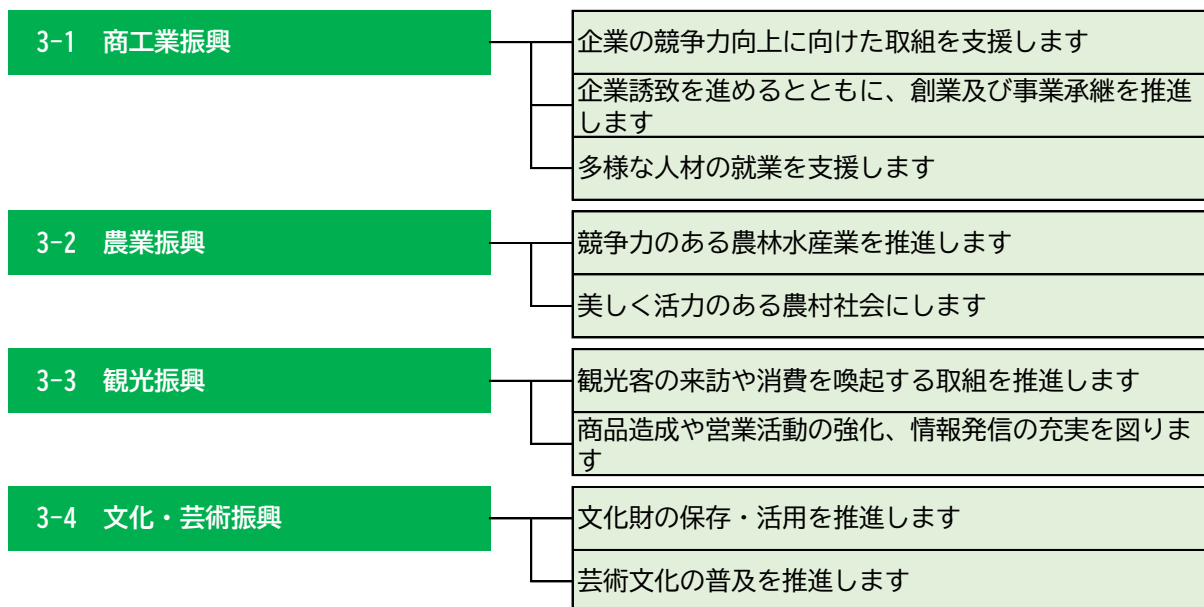 3-1 商工業振興
企業の競争力向上に向けた取組を支援します
企業誘致を進めるとともに、創業及び事業承継を推進
します
多様な人材の就業を支援します
3-2 農業振興
競争力のある農林水産業を推進します
美しく活力のある農村社会にします
3-3 観光振興
観光客の来訪や消費を喚起する取組を推進します
商品造成や営業活動の強化、情報発信の充実を図りま
す
3-4 文化・芸術振興
文化財の保存・活用を推進します
芸術文化の普及を推進します